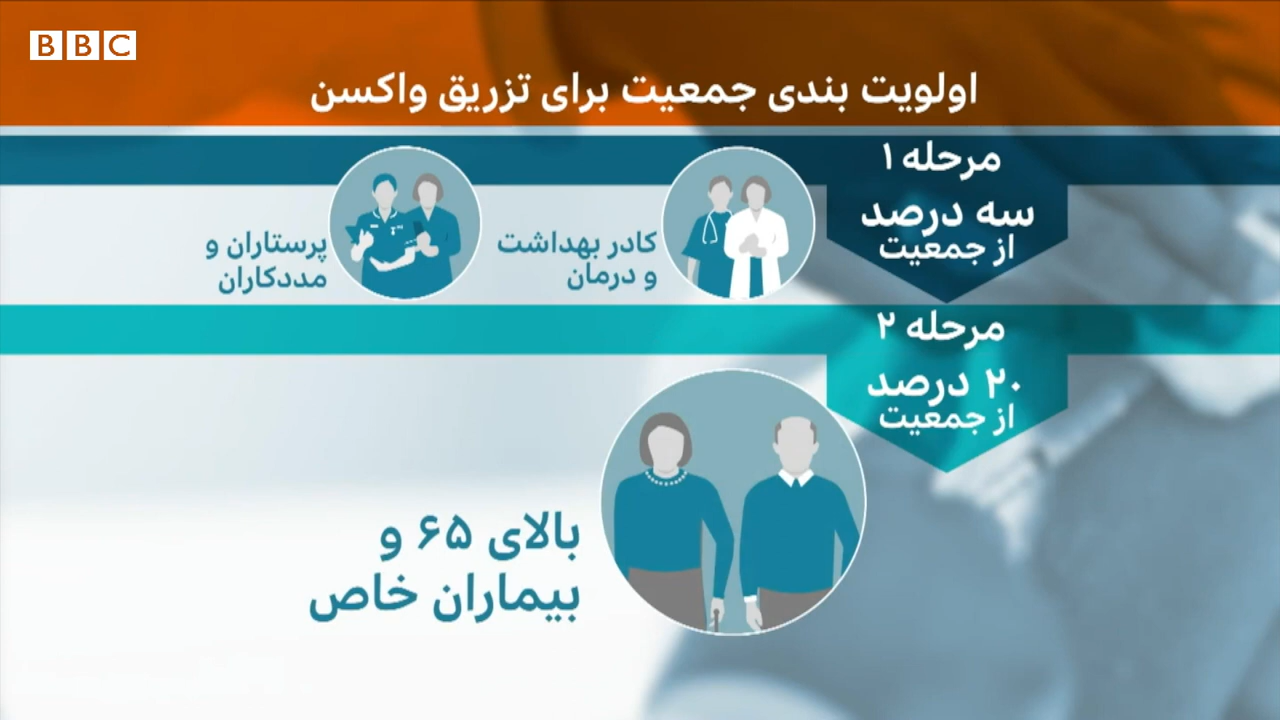 BBC
اولویت بندی جمعیت برای تزریق واکسن
مرحله ۱
سه درصد
از جمعیت
کادر بهداشت
و درمان
پرستاران و
مددکاران
مرحله ۲
۲۰ درصد
از جمعیت
بالای ۶۵ و
بیماران خاص